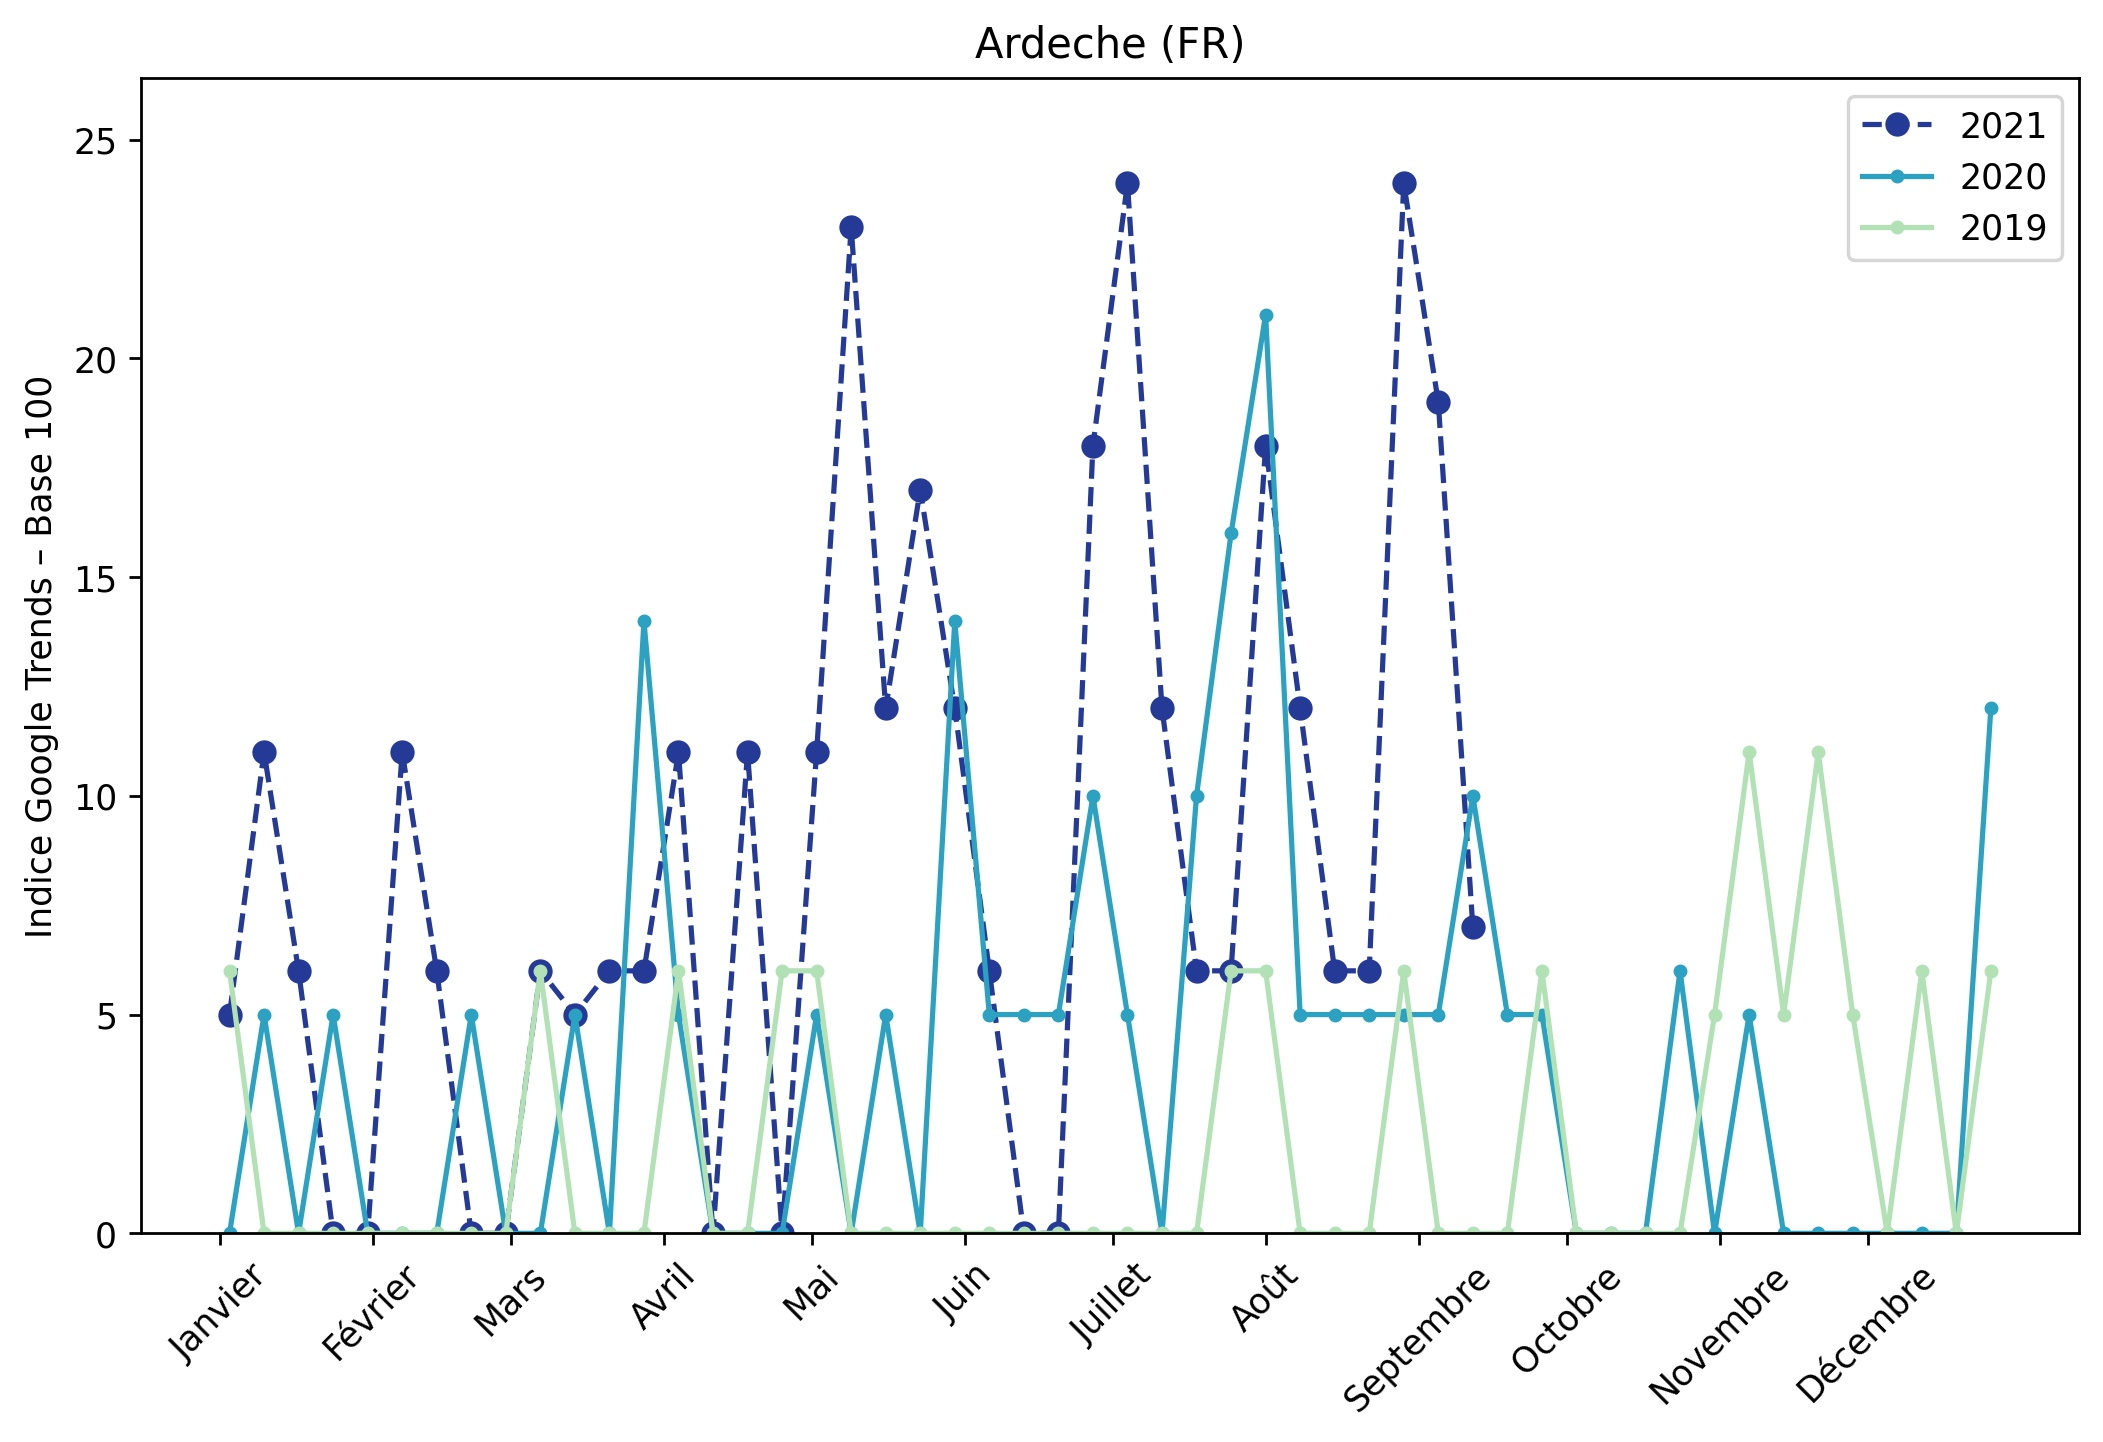 Ardeche (FR)
2021
2020
2019
Indice Google Trends – Base 100
25
20
15
10
5
0
Janvier
Février
Mars
Avril
Mai
Juin
Juillet
Août
Septembre
Octobre
Novembre
Décembre